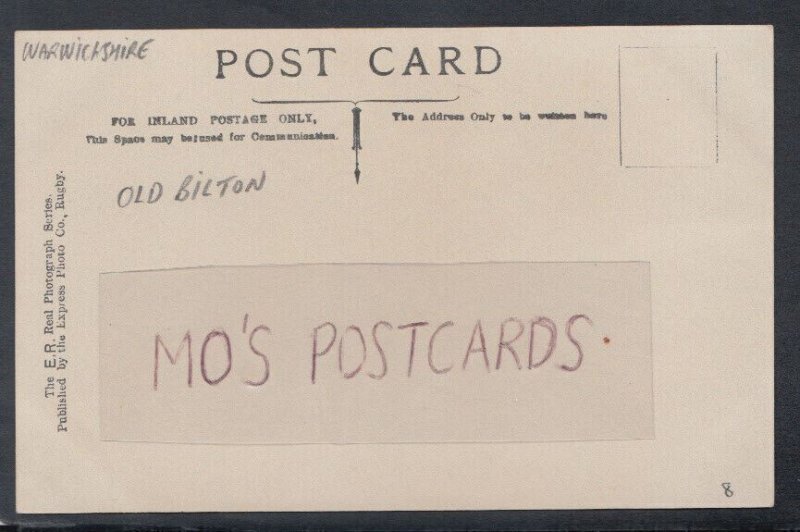 WARWICKSHIRE
POST CARD
FOR INLAND POSTAGE ONLY,
This Space may be used for Communication.
The Address Only to be written here
OLD BILTON
The E.R. Real Photograph Series.
Published by the Express Photo Co., Rugby.
MO'S POSTCARDS.
8